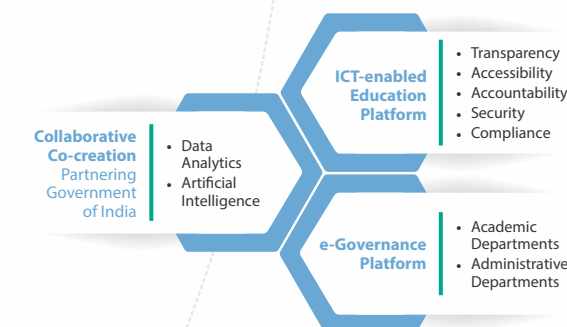 Collaborative
Co-creation
Partnering
Government
of India
• Data
Analytics
• Artificial
Intelligence
ICT-enabled
Education
Platform
• Transparency
• Accessibility
• Accountability
• Security
• Compliance
e-Governance
Platform
• Academic
Departments
• Administrative
Departments